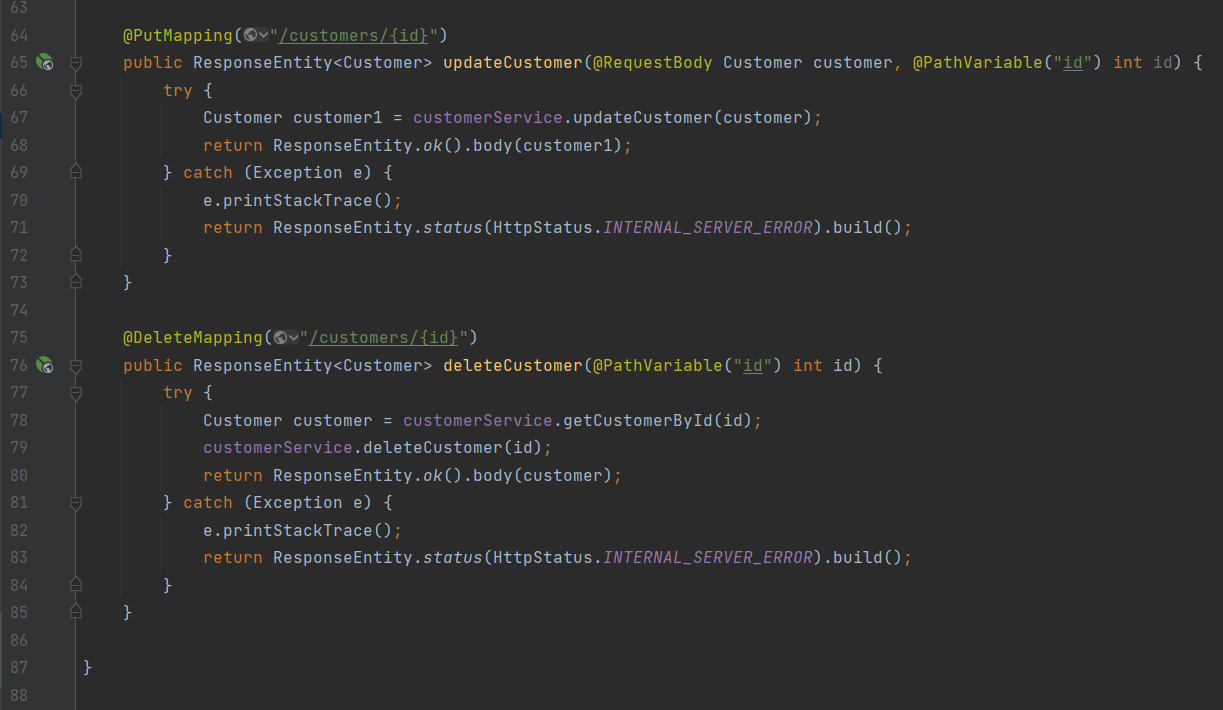 63
64 @PutMapping("/customers/{id}")
65 public ResponseEntity<Customer> updateCustomer(@RequestBody Customer customer, @PathVariable("id") int id) {
66 try {
67 Customer customer1 = customerService.updateCustomer(customer);
68 return ResponseEntity.ok().body(customer1);
69 } catch (Exception e) {
70 e.printStackTrace();
71 return ResponseEntity.status(HttpStatus.INTERNAL_SERVER_ERROR).build();
72 }
73 }
74
75 @DeleteMapping("/customers/{id}")
76 public ResponseEntity<Customer> deleteCustomer(@PathVariable("id") int id) {
77 try {
78 Customer customer = customerService.getCustomerById(id);
79 customerService.deleteCustomer(id);
80 return ResponseEntity.ok().body(customer);
81 } catch (Exception e) {
82 e.printStackTrace();
83 return ResponseEntity.status(HttpStatus.INTERNAL_SERVER_ERROR).build();
84 }
85 }
86
87 }
88